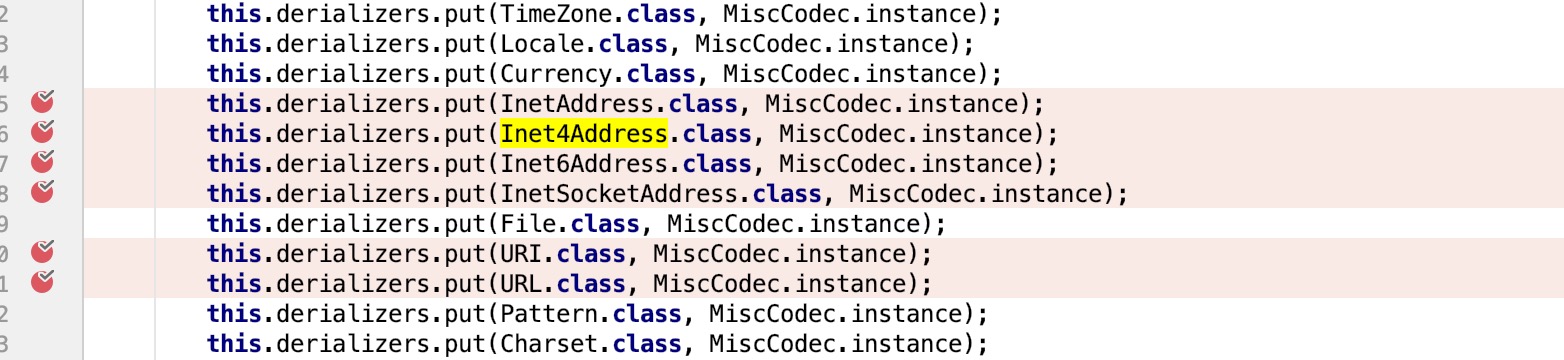 2 this.derializers.put(TimeZone.class, MiscCodec.instance);
3 this.derializers.put(Locale.class, MiscCodec.instance);
4 this.derializers.put(Currency.class, MiscCodec.instance);
5 this.derializers.put(InetAddress.class, MiscCodec.instance);
6 this.derializers.put(Inet4Address.class, MiscCodec.instance);
7 this.derializers.put(Inet6Address.class, MiscCodec.instance);
8 this.derializers.put(InetSocketAddress.class, MiscCodec.instance);
9 this.derializers.put(File.class, MiscCodec.instance);
0 this.derializers.put(URI.class, MiscCodec.instance);
1 this.derializers.put(URL.class, MiscCodec.instance);
2 this.derializers.put(Pattern.class, MiscCodec.instance);
3 this.derializers.put(Charset.class, MiscCodec.instance);